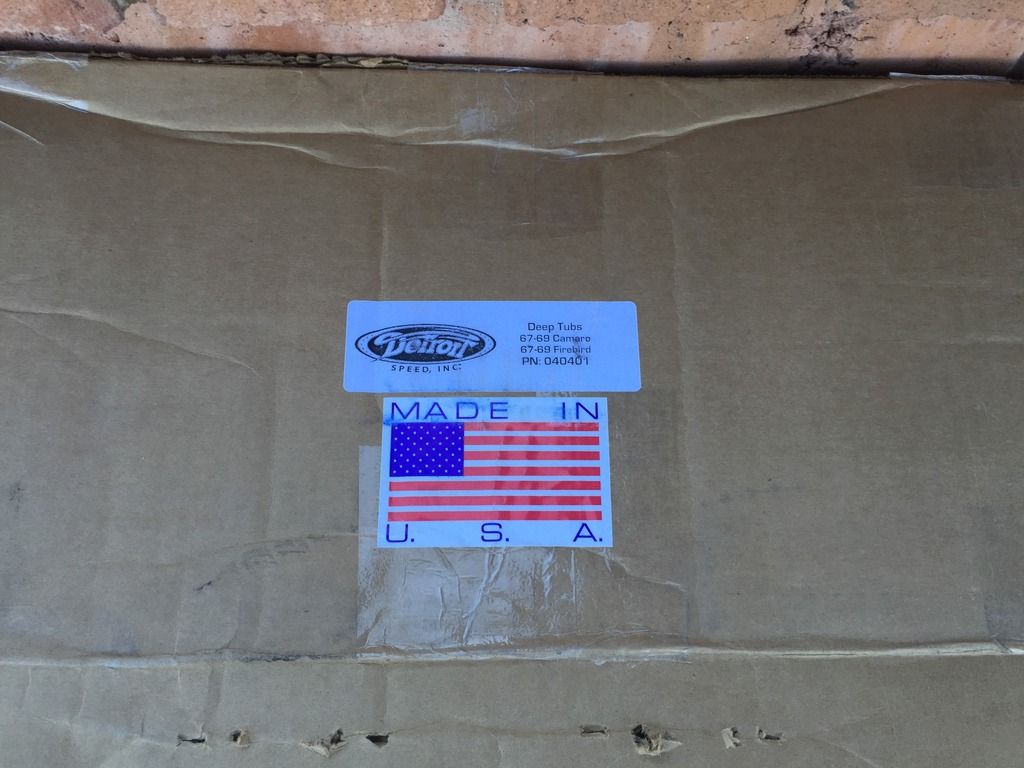 Detroit
SPEED, INC.
Deep Tubs
67-69 Camaro
67-69 Firebird
PN: 040401
MADE IN
U. S. A.